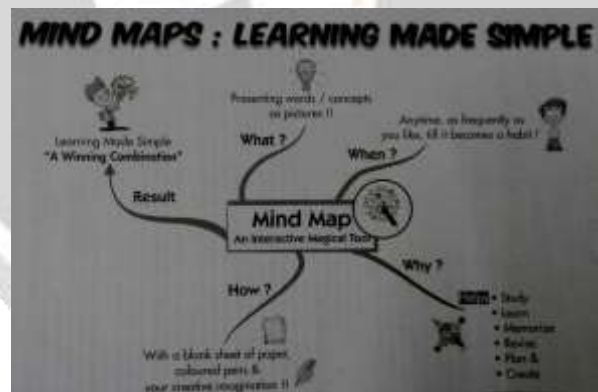 MIND MAPS : LEARNING MADE SIMPLE
Presenting words / concepts
as pictures !!
What ?
Anytime, as frequently as
you like, till it becomes a habit !
When ?
Learning Made Simple
"A Winning Combination"
Result
Mind Map
An Interactive Magical Tool
Why ?
Helps • Study
• Learn
• Memorize
• Revise
• Plan &
• Create
How ?
With a blank sheet of paper,
coloured pens &
your creative imagination !!